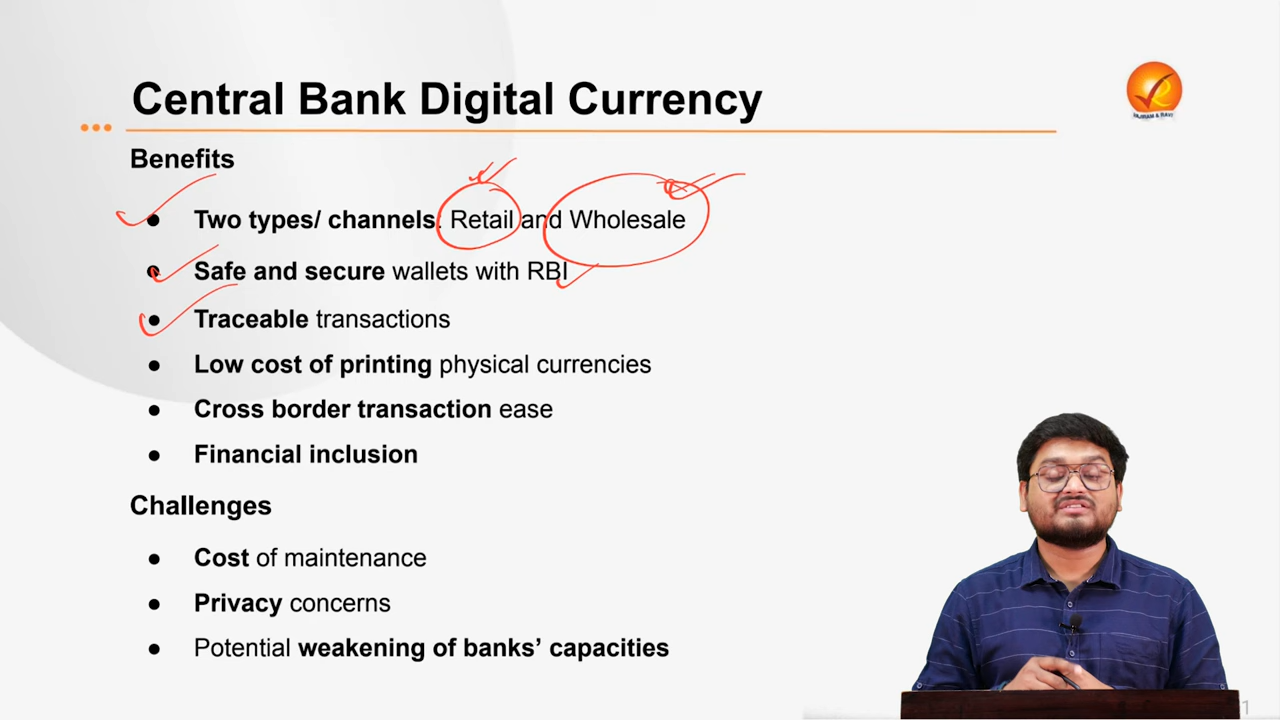 Central Bank Digital Currency
VAJIRAM & RAVI
Benefits
● Two types/ channels: Retail and Wholesale
● Safe and secure wallets with RBI
● Traceable transactions
● Low cost of printing physical currencies
● Cross border transaction ease
● Financial inclusion
Challenges
● Cost of maintenance
● Privacy concerns
● Potential weakening of banks’ capacities